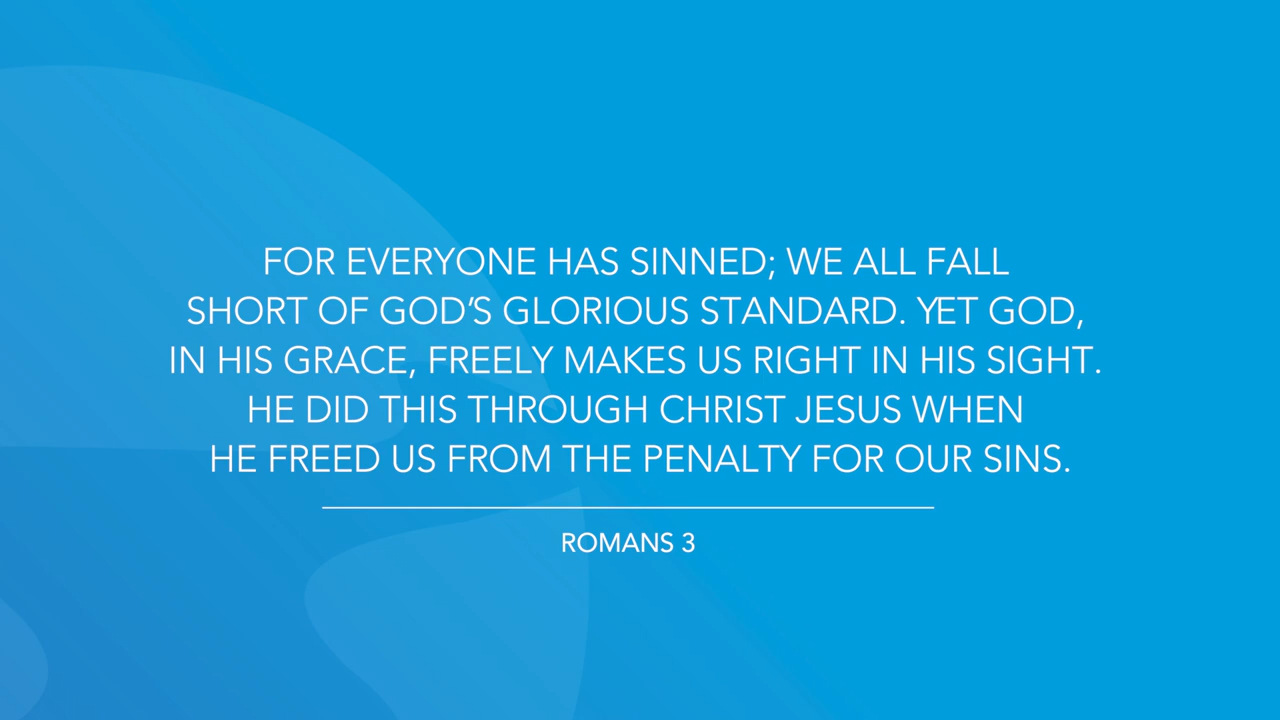 FOR EVERYONE HAS SINNED; WE ALL FALL
SHORT OF GOD’S GLORIOUS STANDARD. YET GOD,
IN HIS GRACE, FREELY MAKES US RIGHT IN HIS SIGHT.
HE DID THIS THROUGH CHRIST JESUS WHEN
HE FREED US FROM THE PENALTY FOR OUR SINS.
ROMANS 3